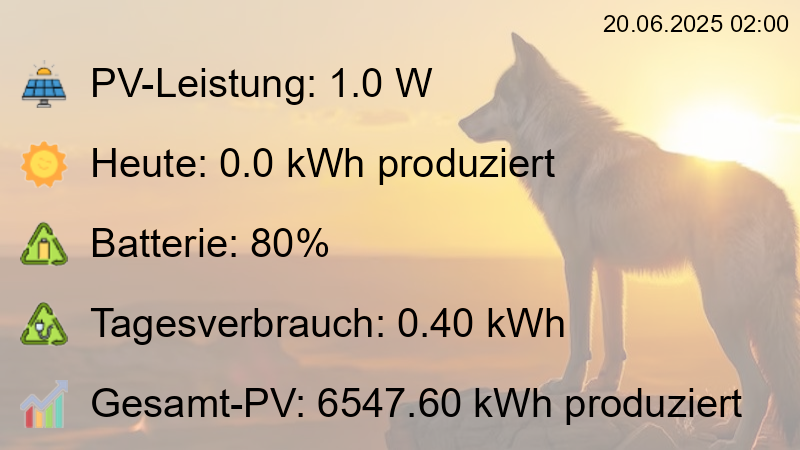 20.06.2025 02:00
PV-Leistung: 1.0 W
Heute: 0.0 kWh produziert
Batterie: 80%
Tagesverbrauch: 0.40 kWh
Gesamt-PV: 6547.60 kWh produziert